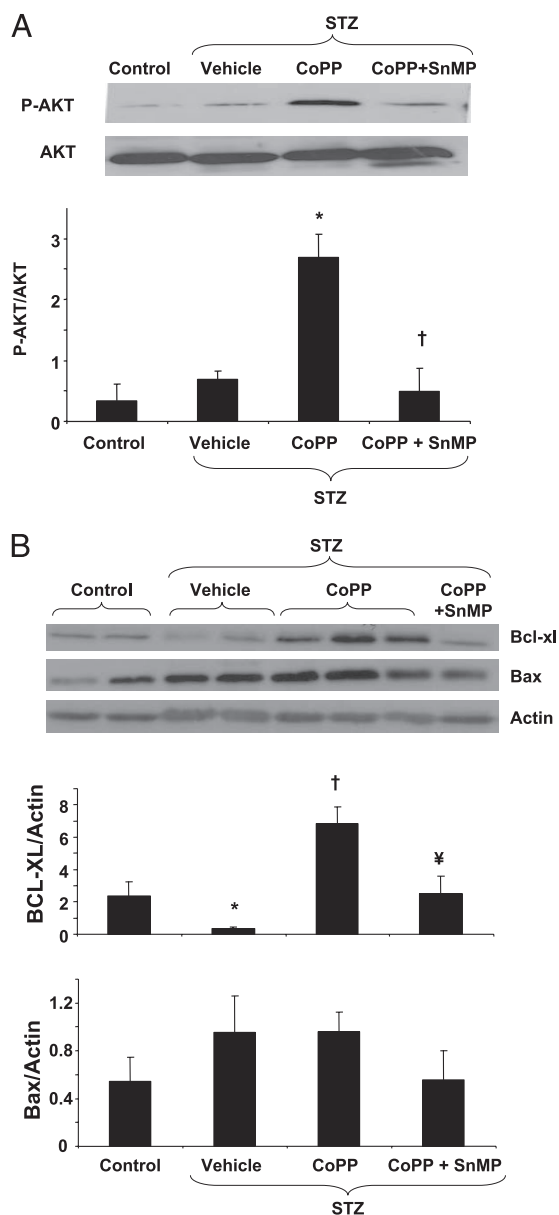 A
STZ
Control Vehicle CoPP CoPP+SnMP
P-AKT
AKT
P-AKT/AKT
3
2
1
0
*
†
Control Vehicle CoPP CoPP + SnMP
STZ
B
STZ
Control Vehicle CoPP CoPP
+SnMP
Bcl-xl
Bax
Actin
BCL-XL/Actin
8
6
4
2
0
*
†
¥
Bax/Actin
1.2
0.8
0.4
0
Control Vehicle CoPP CoPP + SnMP
STZ